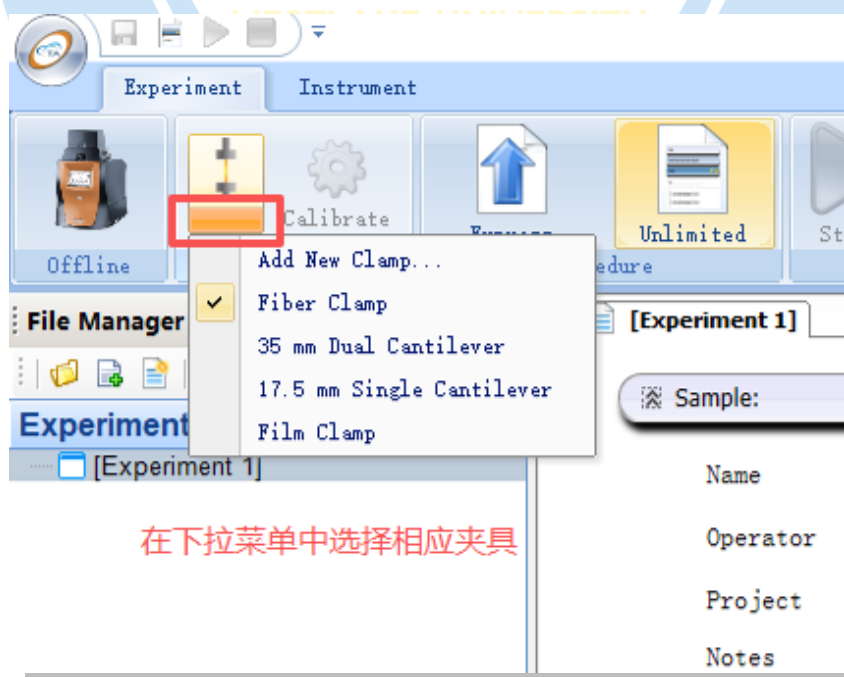 TA
Experiment Instrument
Calibrate
Unlimited
Offline
Add New Clamp...
Fiber Clamp
35 mm Dual Cantilever
17.5 mm Single Cantilever
Film Clamp
File Manager
[Experiment 1]
Sample:
Experiment
[Experiment 1]
Name
在下拉菜单中选择相应夹具
Operator
Project
Notes